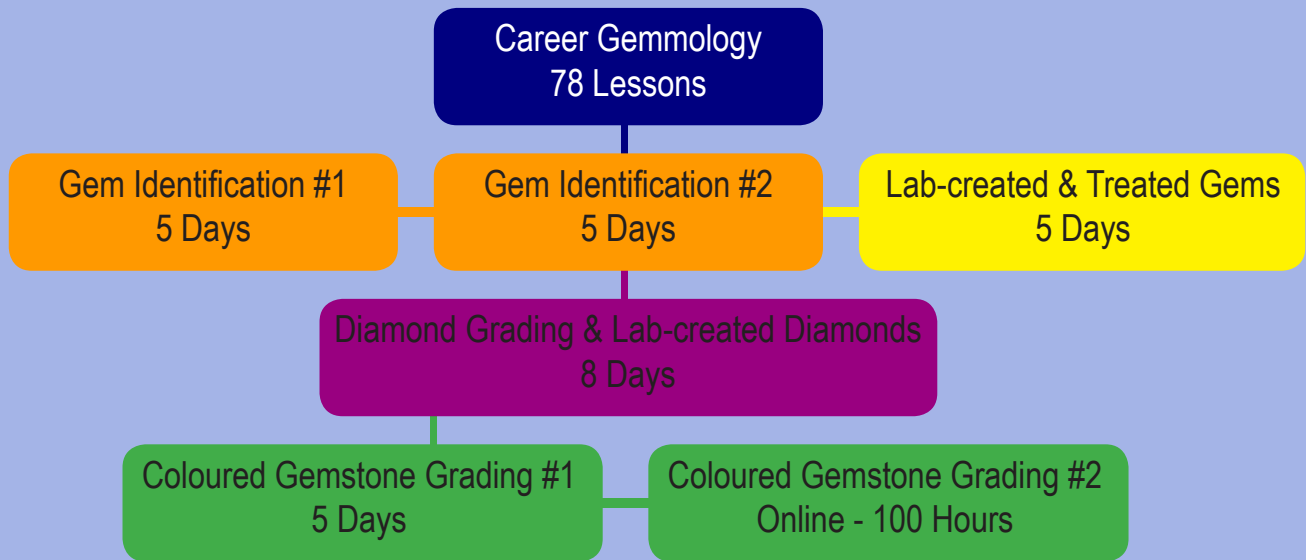 Career Gemmology
78 Lessons
Gem Identification #1
5 Days
Gem Identification #2
5 Days
Lab-created & Treated Gems
5 Days
Diamond Grading & Lab-created Diamonds
8 Days
Coloured Gemstone Grading #1
5 Days
Coloured Gemstone Grading #2
Online - 100 Hours